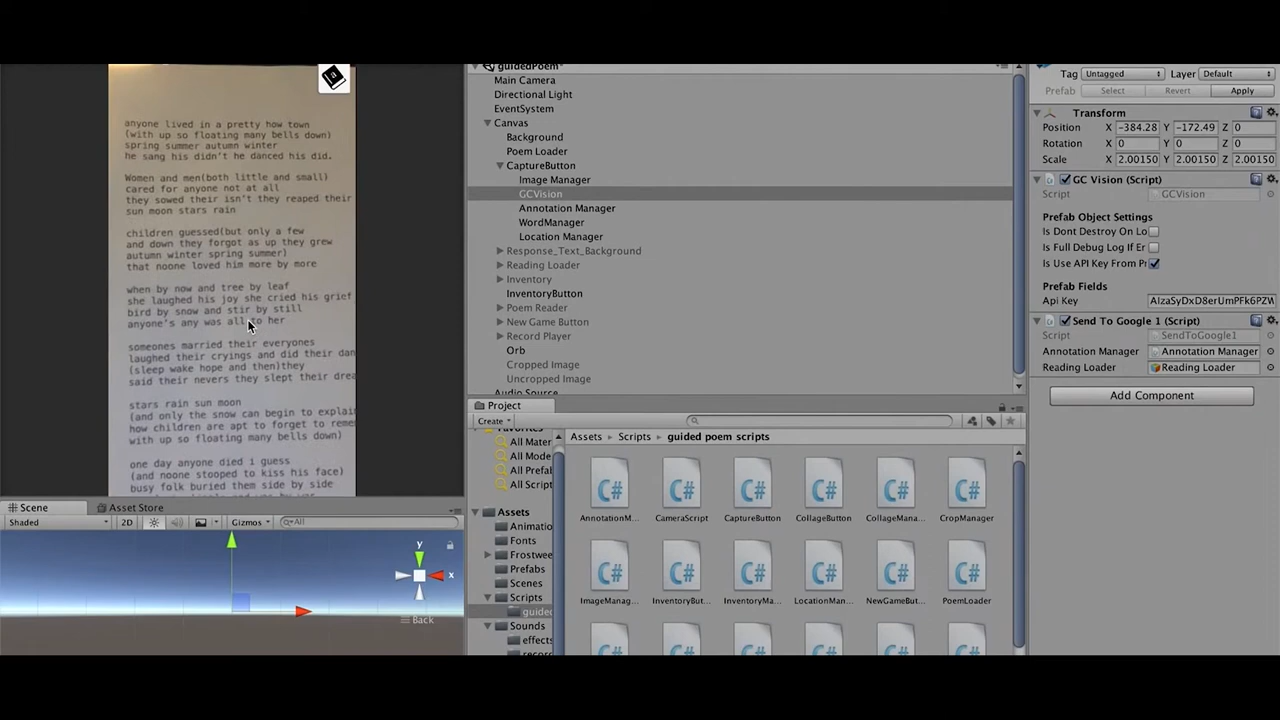 anyone lived in a pretty how town
(with up so floating many bells down)
spring summer autumn winter
he sang his didn't he danced his did.
Women and men(both little and small)
cared for anyone not at all
they sowed their isn't they reaped their
sun moon stars rain
children guessed(but only a few
and down they forgot as up they grew
autumn winter spring summer)
that noone loved him more by more
when by now and tree by leaf
she laughed his joy she cried his grief
bird by snow and stir by still
anyone's any was all to her
someones married their everyones
laughed their cryings and did their dan
(sleep wake hope and then)they
said their nevers they slept their drea
stars rain sun moon
(and only the snow can begin to explai
how children are apt to forget to reme
with up so floating many bells down)
one day anyone died i guess
(and noone stooped to kiss his face)
busy folk buried them side by side
Scene
Asset Store
Shaded
2D
Gizmos
All
y
x
Back
guidedPoem*
Main Camera
Directional Light
EventSystem
Canvas
Background
Poem Loader
CaptureButton
Image Manager
GCVision
Annotation Manager
WordManager
Location Manager
Response_Text_Background
Reading Loader
Inventory
InventoryButton
Poem Reader
New Game Button
Record Player
Orb
Cropped Image
Uncropped Image
Audio Source
Project
Create
Favorites
All Mater
All Mode
All Prefa
All Script
Assets
Animatio
Fonts
Frostwe
Prefabs
Scenes
Scripts
guided
Sounds
effects
Assets Scripts guided poem scripts
AnnotationM... CameraScript CaptureButton CollageButton CollageMana... CropManager
ImageManag... InventoryBut... InventoryMa... LocationMan... NewGameBut... PoemLoader
Tag Untagged Layer Default
Prefab Select Revert Apply
Transform
Position X -384.28 Y -172.49 Z 0
Rotation X 0 Y 0 Z 0
Scale X 2.00150 Y 2.00150 Z 2.00150
GC Vision (Script)
Script GCVision
Prefab Object Settings
Is Dont Destroy On Lo
Is Full Debug Log If Er
Is Use API Key From Pr
Prefab Fields
Api Key AIzaSyDxD8erUmPFk6PZW
Send To Google 1 (Script)
Script SendToGoogle1
Annotation Manager Annotation Manager
Reading Loader Reading Loader
Add Component